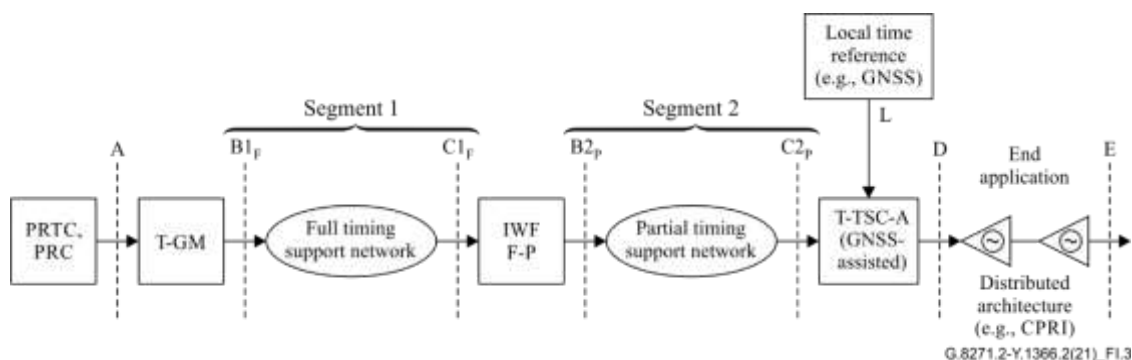 Local time
reference
(e.g., GNSS)
Segment 1
Segment 2
L
A
B1F
C1F
B2P
C2P
D
End
application
E
PRTC,
PRC
T-GM
Full timing
support network
IWF
F-P
Partial timing
support network
T-TSC-A
(GNSS-
assisted)
Distributed
architecture
(e.g., CPRI)
G.8271.2-Y.1366.2(21)_FI.3